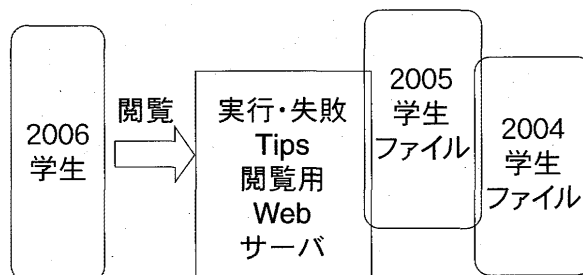 2006
学生
閲覧
実行・失敗
Tips
閲覧用
Web
サーバ
2005
学生
ファイル
2004
学生
ファイル